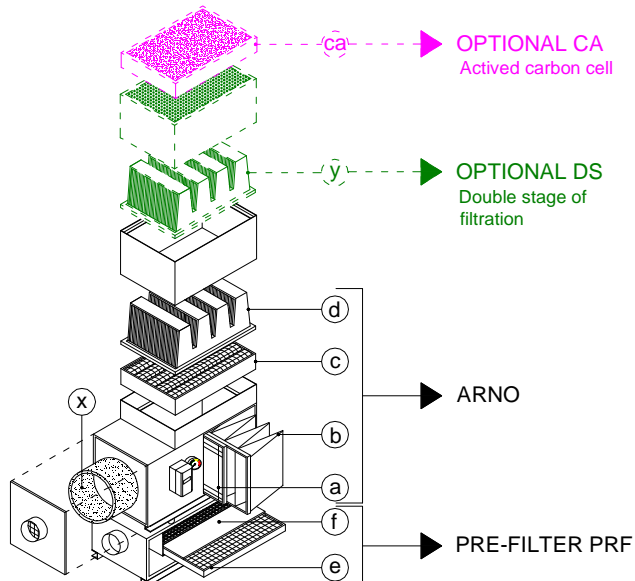 ca
OPTIONAL CA
Actived carbon cell
y
OPTIONAL DS
Double stage of
filtration
d
c
x
ARNO
b
a
f
e
PRE-FILTER PRF